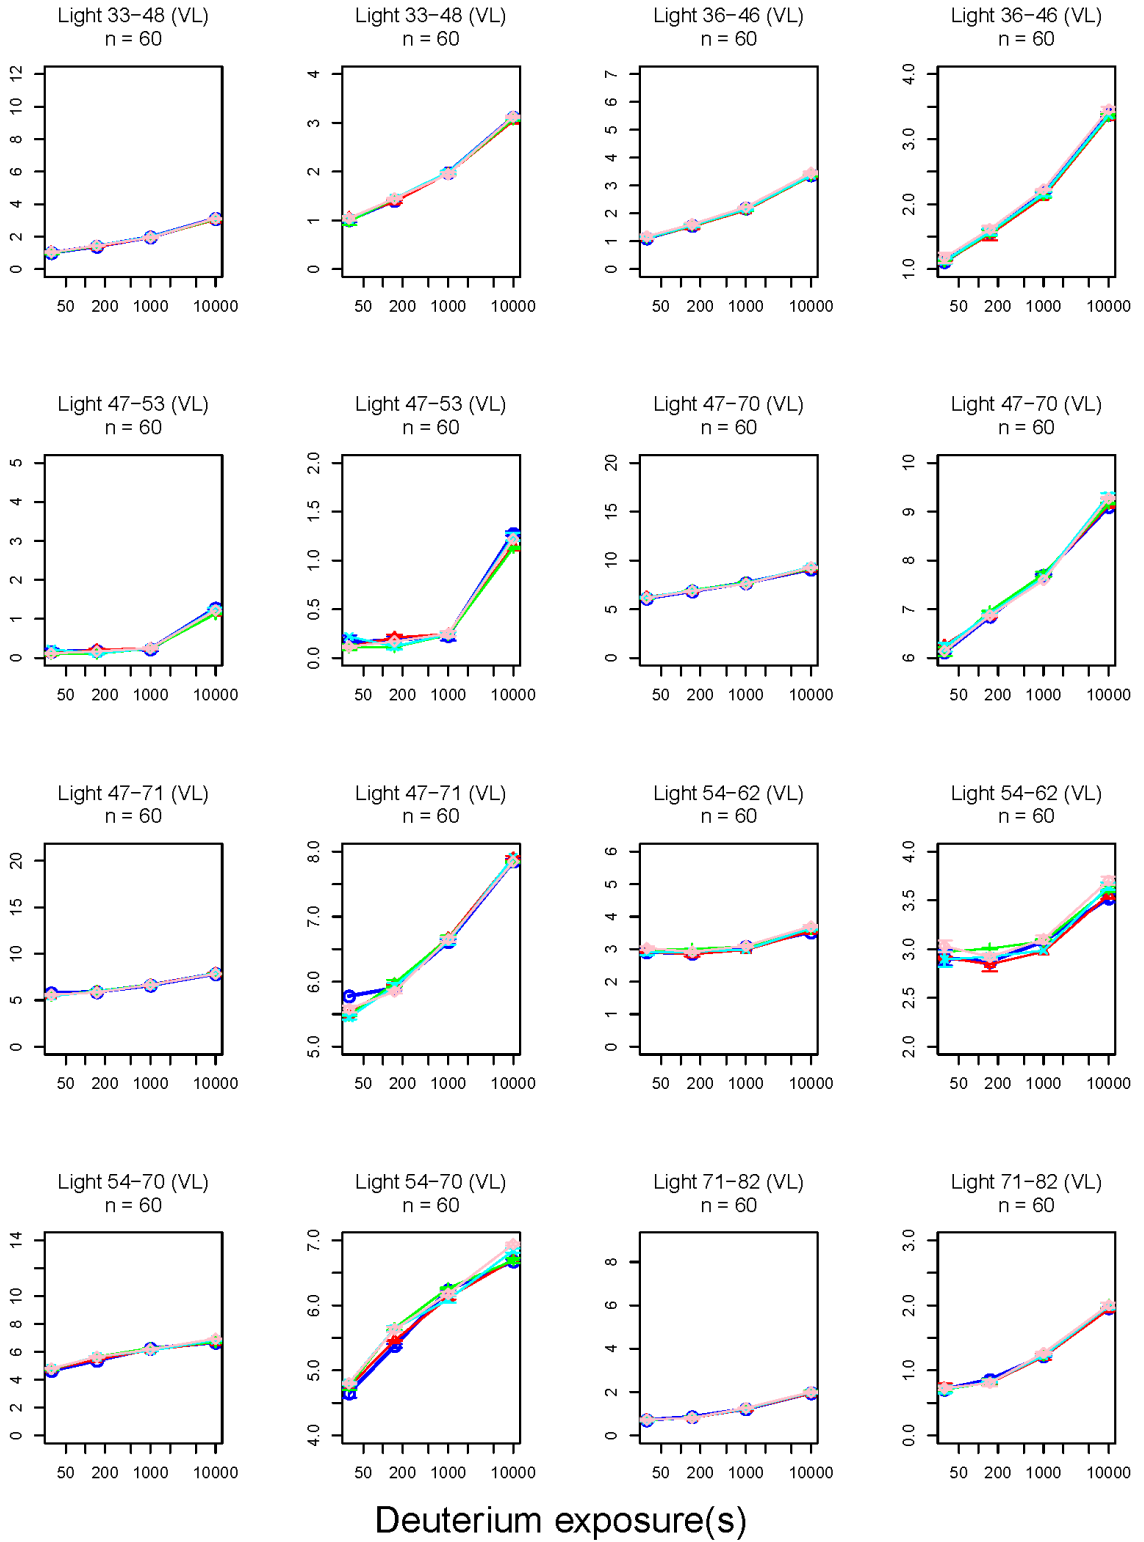 Light 33−48 (VL)
n = 60
Light 33−48 (VL)
n = 60
Light 36−46 (VL)
n = 60
Light 36−46 (VL)
n = 60
12
10
8
6
4
2
0
50 200 1000 10000
4
3
2
1
0
50 200 1000 10000
7
6
5
4
3
2
1
0
50 200 1000 10000
4.0
3.0
2.0
1.0
50 200 1000 10000
Light 47−53 (VL)
n = 60
Light 47−53 (VL)
n = 60
Light 47−70 (VL)
n = 60
Light 47−70 (VL)
n = 60
5
4
3
2
1
0
50 200 1000 10000
2.0
1.5
1.0
0.5
0.0
50 200 1000 10000
20
15
10
5
0
50 200 1000 10000
10
9
8
7
6
50 200 1000 10000
Light 47−71 (VL)
n = 60
Light 47−71 (VL)
n = 60
Light 54−62 (VL)
n = 60
Light 54−62 (VL)
n = 60
20
15
10
5
0
50 200 1000 10000
8.0
7.0
6.0
5.0
50 200 1000 10000
6
5
4
3
2
1
0
50 200 1000 10000
4.0
3.5
3.0
2.5
2.0
50 200 1000 10000
Light 54−70 (VL)
n = 60
Light 54−70 (VL)
n = 60
Light 71−82 (VL)
n = 60
Light 71−82 (VL)
n = 60
14
12
10
8
6
4
2
0
50 200 1000 10000
7.0
6.0
5.0
4.0
50 200 1000 10000
8
6
4
2
0
50 200 1000 10000
3.0
2.0
1.0
0.0
50 200 1000 10000
Deuterium exposure(s)